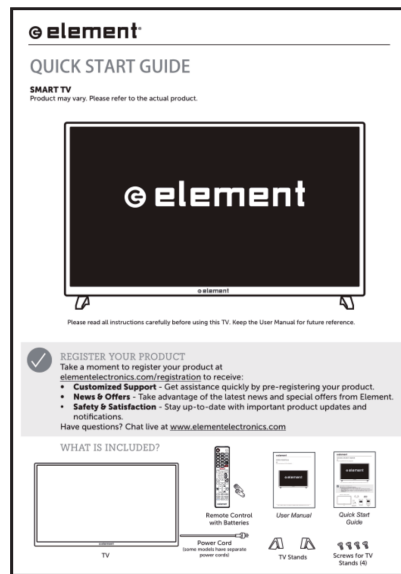 element
QUICK START GUIDE
SMART TV
Product may vary. Please refer to the actual product.
element
element
Please read all instructions carefully before using this TV. Keep the User Manual for future reference.
REGISTER YOUR PRODUCT
Take a moment to register your product at
elementelectronics.com/registration to receive:
• Customized Support - Get assistance quickly by pre-registering your product.
• News & Offers - Take advantage of the latest news and special offers from Element.
• Safety & Satisfaction - Stay up-to-date with important product updates and
notifications.
Have questions? Chat live at www.elementelectronics.com
WHAT IS INCLUDED?
TV
Remote Control
with Batteries
Power Cord
(some models have separate
power cords)
User Manual
Quick Start
Guide
TV Stands
Screws for TV
Stands (4)